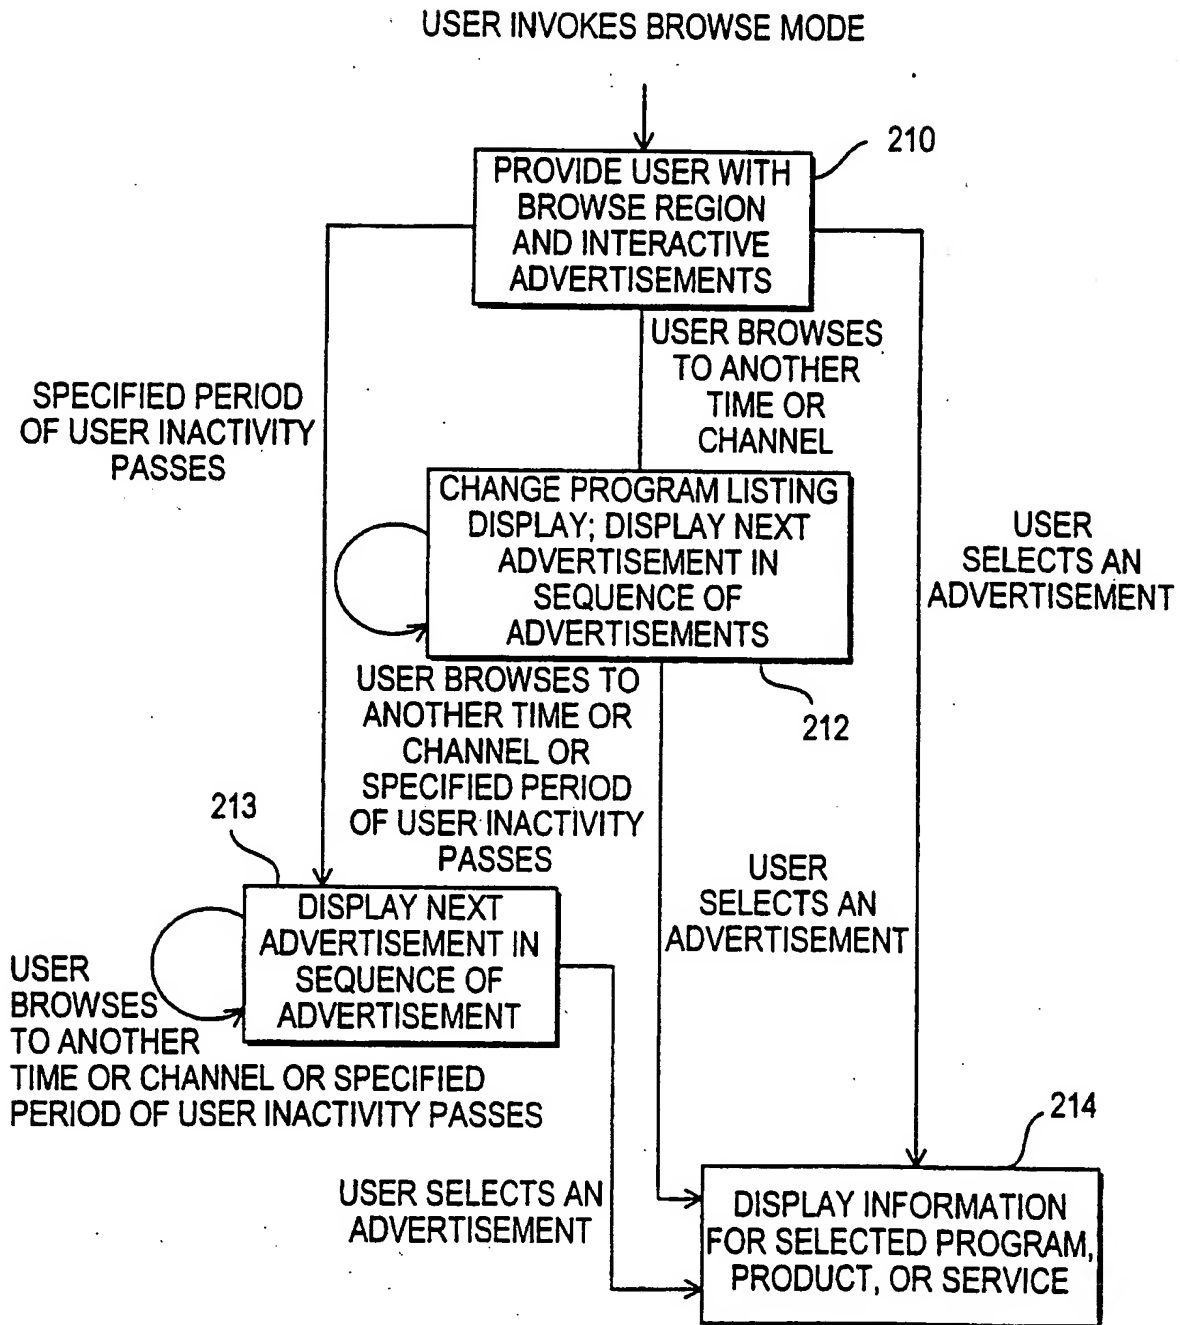 USER INVOKES BROWSE MODE
210
PROVIDE USER WITH
BROWSE REGION
AND INTERACTIVE
ADVERTISEMENTS
USER BROWSES
TO ANOTHER
TIME OR
CHANNEL
SPECIFIED PERIOD
OF USER INACTIVITY
PASSES
CHANGE PROGRAM LISTING
DISPLAY; DISPLAY NEXT
ADVERTISEMENT IN
SEQUENCE OF
ADVERTISEMENTS
USER
SELECTS AN
ADVERTISEMENT
212
USER BROWSES TO
ANOTHER TIME OR
CHANNEL OR
SPECIFIED PERIOD
OF USER INACTIVITY
PASSES
213
USER
SELECTS AN
ADVERTISEMENT
DISPLAY NEXT
ADVERTISEMENT IN
SEQUENCE OF
ADVERTISEMENT
USER
BROWSES
TO ANOTHER
TIME OR CHANNEL OR SPECIFIED
PERIOD OF USER INACTIVITY PASSES
214
USER SELECTS AN
ADVERTISEMENT
DISPLAY INFORMATION
FOR SELECTED PROGRAM,
PRODUCT, OR SERVICE